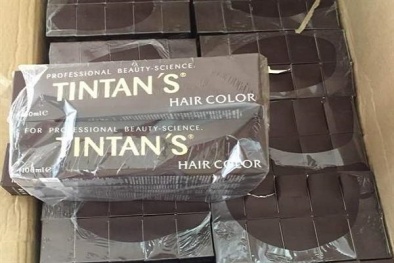 PROFESSIONAL BEAUTY-SCIENCE.
TINTAN´S®
HAIR COLOR
FOR PROFESSIONAL BEAUTY-SCIENCE.
TINTAN´S®
HAIR COLOR